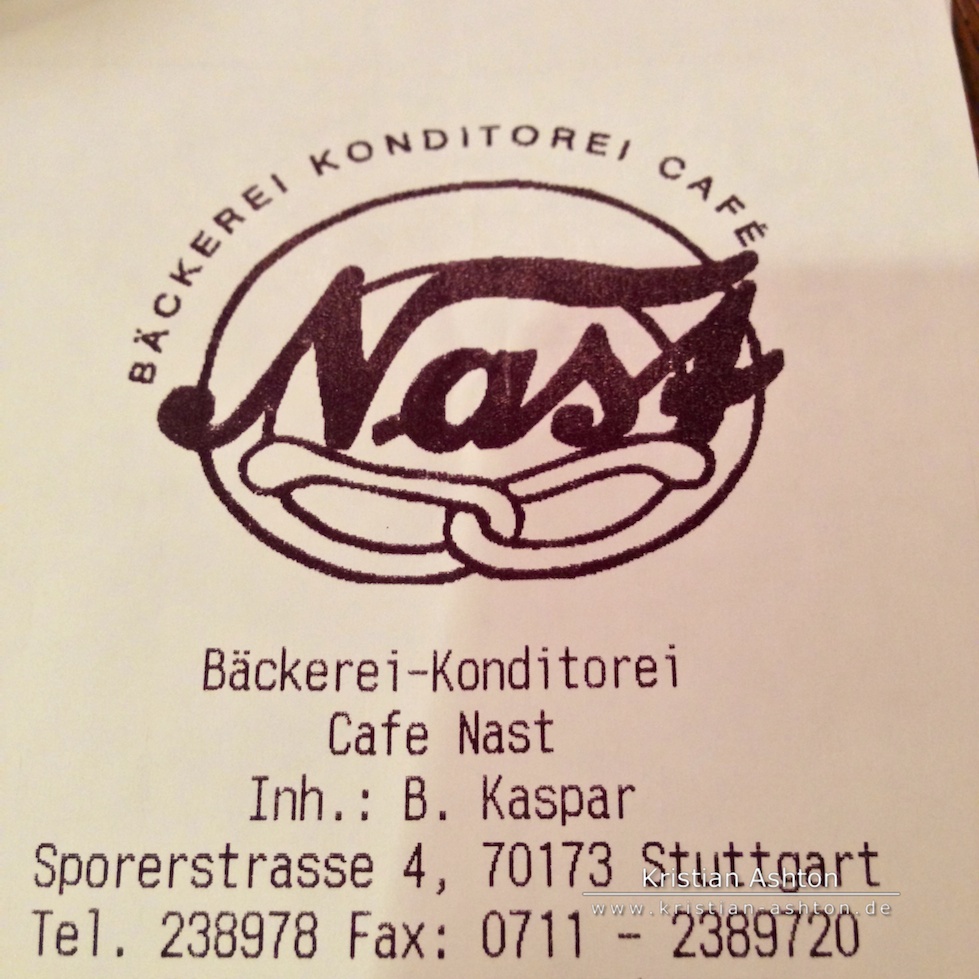 BÄCKEREI KONDITOREI CAFÉ
Nast
Bäckerei-Konditorei
Cafe Nast
Inh.: B. Kaspar
Sporerstrasse 4, 70173 Stuttgart
Kristian Ashton
www.kristian-ashton.de
Tel. 238978 Fax: 0711 - 2389720